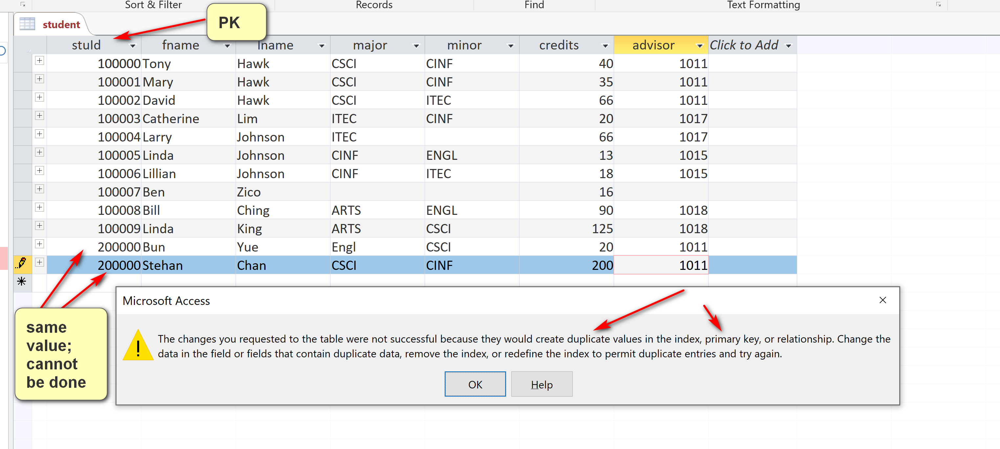 Sort & Filter Records Find Text Formatting
PK
student
stuId fname lname major minor credits advisor Click to Add
100000 Tony Hawk CSCI CINF 40 1011
100001 Mary Hawk CSCI CINF 35 1011
100002 David Hawk CSCI ITEC 66 1011
100003 Catherine Lim ITEC CINF 20 1017
100004 Larry Johnson ITEC 66 1017
100005 Linda Johnson CINF ENGL 13 1015
100006 Lillian Johnson CINF ITEC 18 1015
100007 Ben Zico 16
100008 Bill Ching ARTS ENGL 90 1018
100009 Linda King ARTS CSCI 125 1018
200000 Bun Yue Engl CSCI 20 1011
200000 Stehan Chan CSCI CINF 200 1011
same
value;
cannot
be done
Microsoft Access
The changes you requested to the table were not successful because they would create duplicate values in the index, primary key, or relationship. Change the
data in the field or fields that contain duplicate data, remove the index, or redefine the index to permit duplicate entries and try again.
OK Help